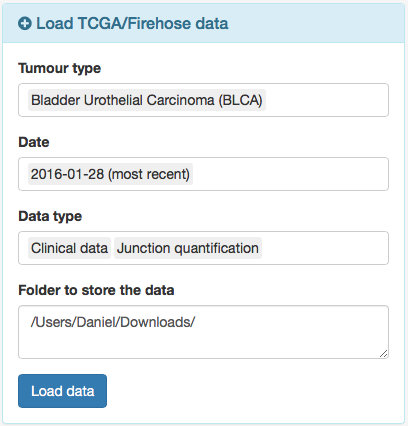 Load TCGA/Firehose data
Tumour type
Bladder Urothelial Carcinoma (BLCA)
Date
2016-01-28 (most recent)
Data type
Clinical data Junction quantification
Folder to store the data
/Users/Daniel/Downloads/
Load data